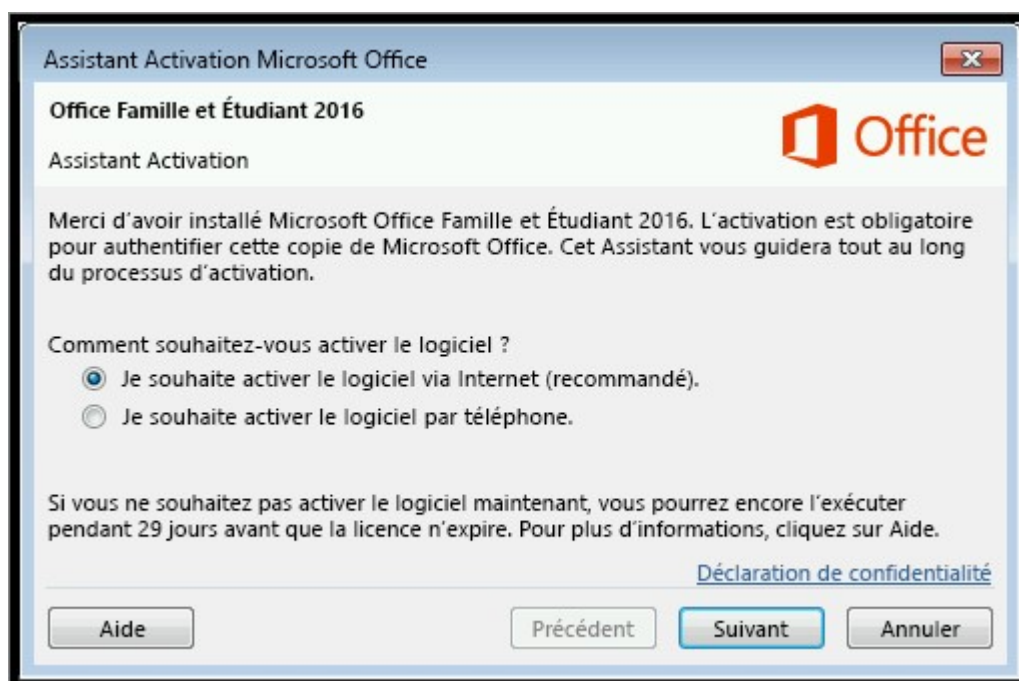 Assistant Activation Microsoft Office
Office Famille et Étudiant 2016
Office
Assistant Activation
Merci d'avoir installé Microsoft Office Famille et Étudiant 2016. L'activation est obligatoire
pour authentifier cette copie de Microsoft Office. Cet Assistant vous guidera tout au long
du processus d'activation.
Comment souhaitez-vous activer le logiciel ?
Je souhaite activer le logiciel via Internet (recommandé).
Je souhaite activer le logiciel par téléphone.
Si vous ne souhaitez pas activer le logiciel maintenant, vous pourrez encore l'exécuter
pendant 29 jours avant que la licence n'expire. Pour plus d'informations, cliquez sur Aide.
Déclaration de confidentialité
Aide Précédent Suivant Annuler